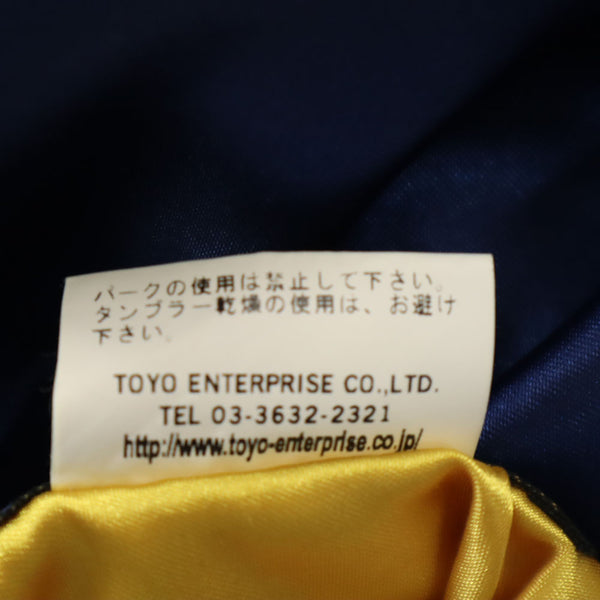 パークの使用は禁止して下さい。
タンブラー乾燥の使用は、お避け
下さい。
TOYO ENTERPRISE CO.,LTD.
TEL 03-3632-2321
http://www.toyo-enterprise.co.jp/